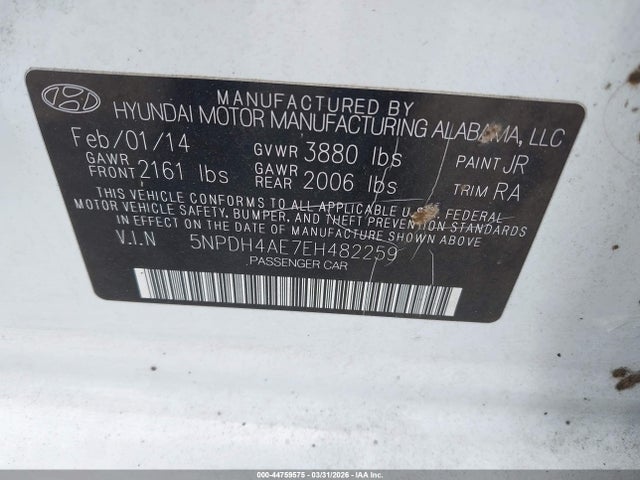 MANUFACTURED BY
HYUNDAI MOTOR MANUFACTURING ALABAMA, LLC
Feb/01/14 GVWR 3880 lbs PAINT JR
GAWR FRONT 2161 lbs GAWR REAR 2006 lbs TRIM RA
THIS VEHICLE CONFORMS TO ALL APPLICABLE U.S. FEDERAL
MOTOR VEHICLE SAFETY, BUMPER, AND THEFT PREVENTION STANDARDS
IN EFFECT ON THE DATE OF MANUFACTURE SHOWN ABOVE
V.I.N 5NPDH4AE7EH482259
PASSENGER CAR
000-44759575 03/31/2026 - IAA Inc.